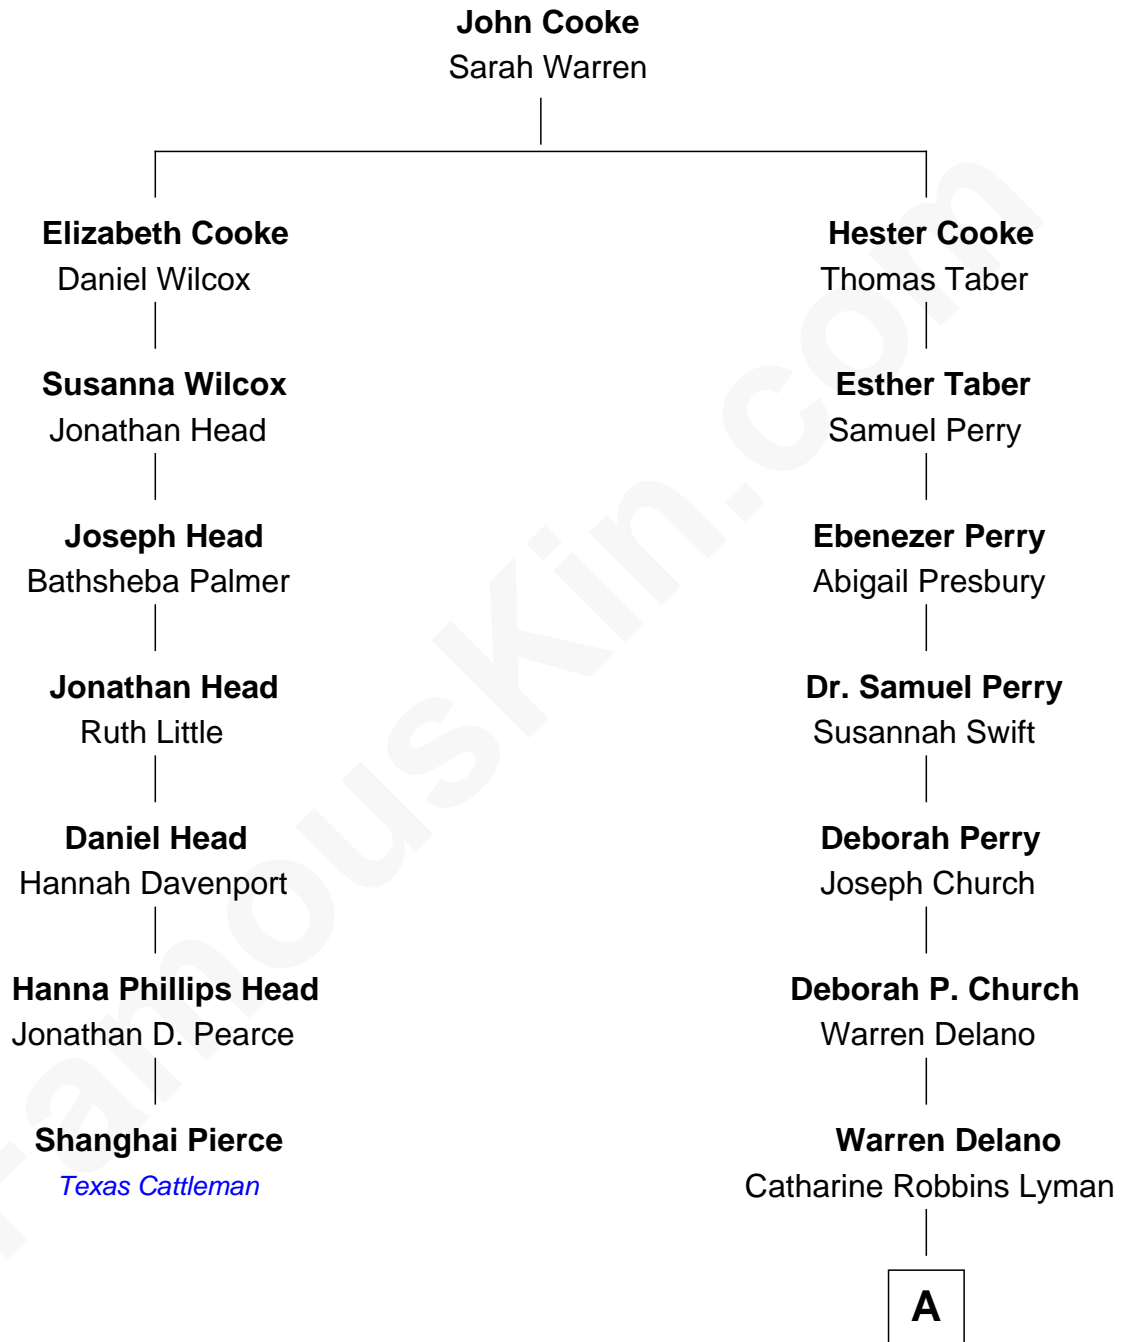 John Cooke
Sarah Warren
Elizabeth Cooke
Daniel Wilcox
Hester Cooke
Thomas Taber
Susanna Wilcox
Jonathan Head
Esther Taber
Samuel Perry
Joseph Head
Bathsheba Palmer
Ebenezer Perry
Abigail Presbury
Jonathan Head
Ruth Little
Dr. Samuel Perry
Susannah Swift
Daniel Head
Hannah Davenport
Deborah Perry
Joseph Church
Hanna Phillips Head
Jonathan D. Pearce
Deborah P. Church
Warren Delano
Shanghai Pierce
Texas Cattleman
Warren Delano
Catharine Robbins Lyman
A
FamousKin.com